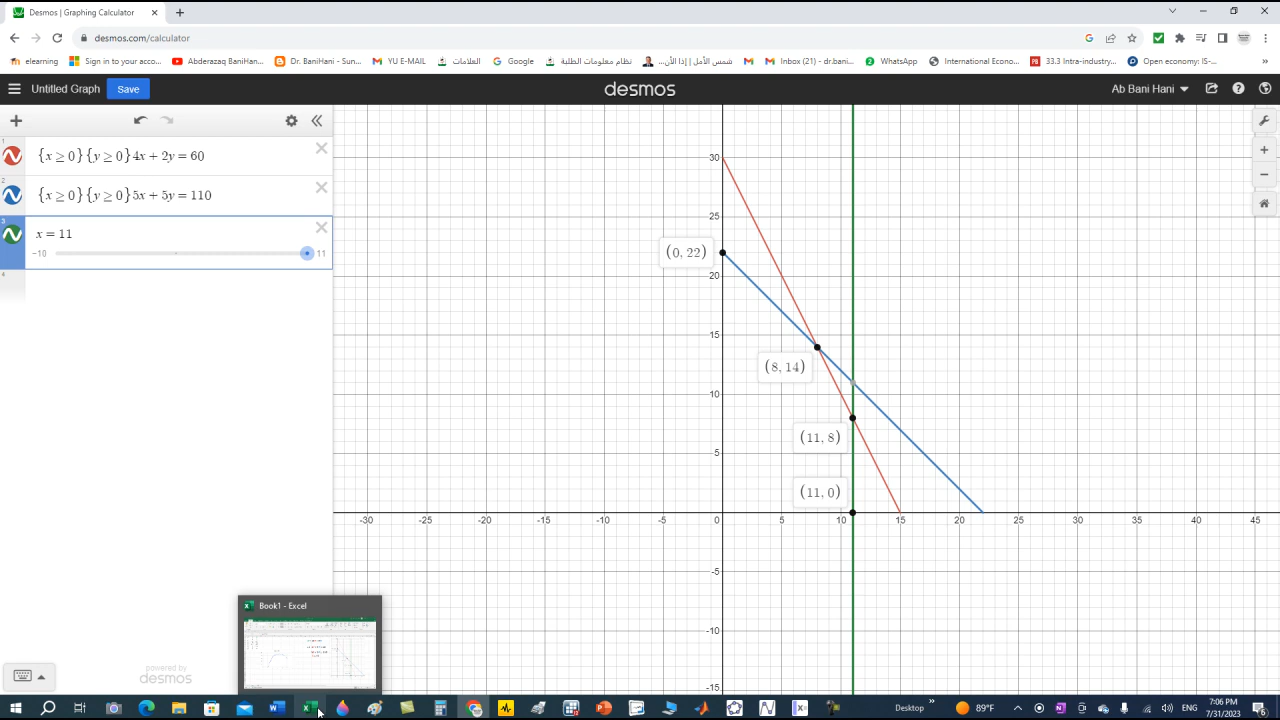 Desmos | Graphing Calculator
desmos.com/calculator
elearning
Sign in to your acco...
Abderazaq BaniHan...
Dr. BaniHani - Sun...
YU E-MAIL
العلامات
Google
نظام معلومات الطلبة
شمس الأمل | إذا الأن...
Inbox (21) - dr.bani...
WhatsApp
International Econo...
33.3 Intra-industry...
Open economy: IS-...
»
Untitled Graph
Save
desmos
Ab Bani Hani
1
{x ≥ 0}{y ≥ 0}4x + 2y = 60
2
{x ≥ 0}{y ≥ 0}5x + 5y = 110
3
x = 11
-10
11
4
30
25
20
15
10
5
-5
-10
-15
(0, 22)
(8, 14)
(11, 8)
(11, 0)
-30
-25
-20
-15
-10
-5
0
5
10
15
20
25
30
35
40
45
Book1 - Excel
powered by
desmos
Desktop
»
89°F
ENG
7:06 PM
7/31/2023